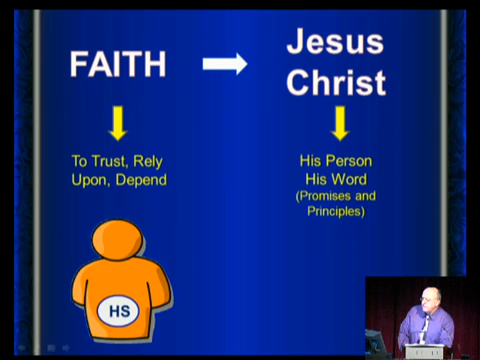 FAITH
Jesus
Christ
To Trust, Rely
Upon, Depend
His Person
His Word
(Promises and
Principles)
HS